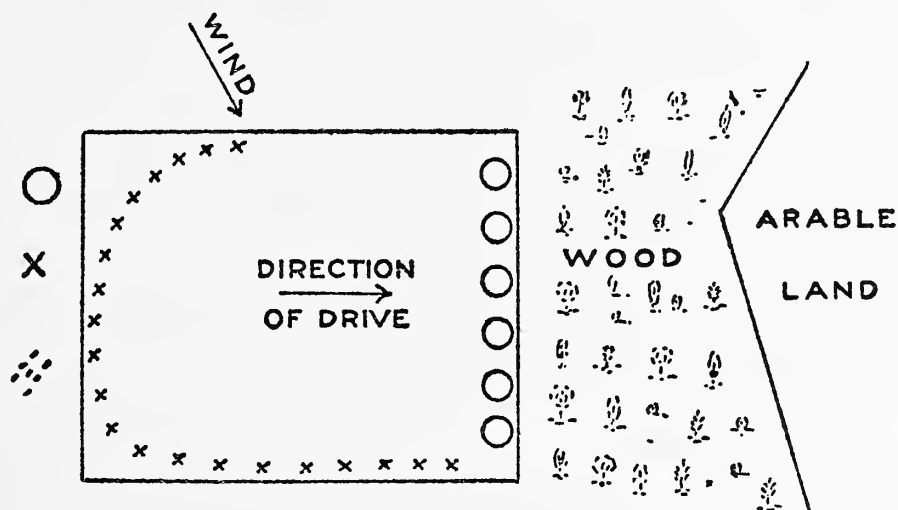 WIND
DIRECTION
OF DRIVE
WOOD
ARABLE
LAND